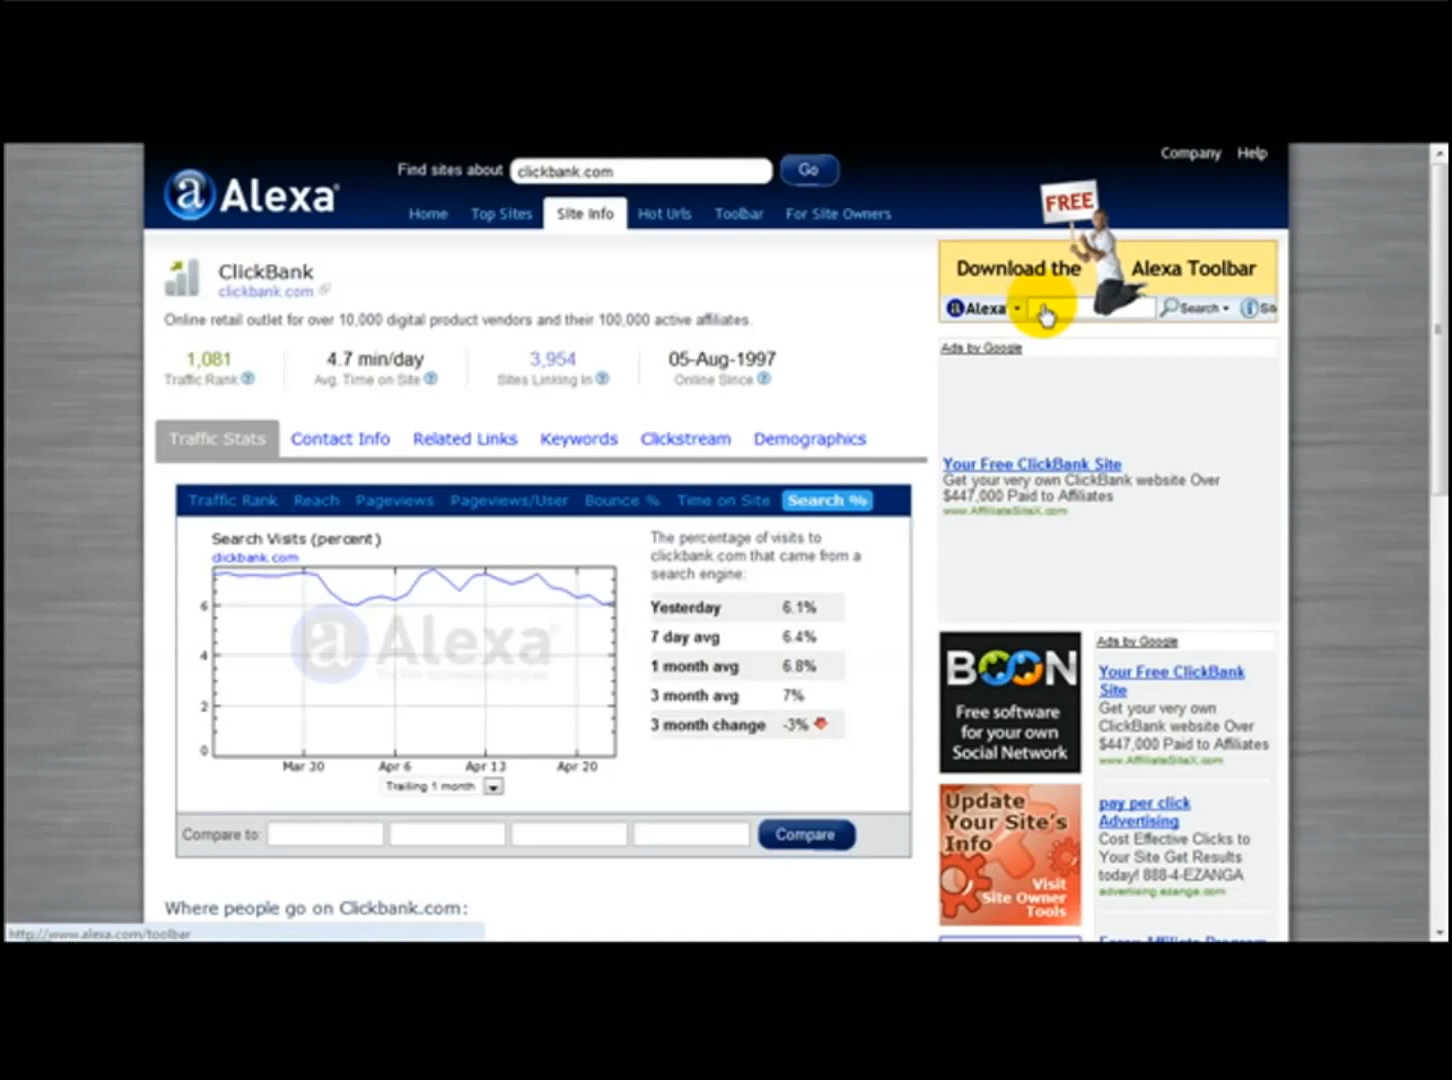 Company Help
Find sites about clickbank.com Go
Alexa®
Home Top Sites Site Info Hot Urls Toolbar For Site Owners
FREE
Download the Alexa Toolbar
Alexa Search
ClickBank
clickbank.com
Online retail outlet for over 10,000 digital product vendors and their 100,000 active affiliates.
1,081 4.7 min/day 3,954 05-Aug-1997
Traffic Rank ? Avg. Time on Site ? Sites Linking In ? Online Since ?
Ads by Google
Traffic Stats Contact Info Related Links Keywords Clickstream Demographics
Your Free ClickBank Site
Get your very own ClickBank website Over
$447,000 Paid to Affiliates
www.AffiliateSiteX.com
Traffic Rank Reach Pageviews Pageviews/User Bounce % Time on Site Search %
Search Visits (percent)
clickbank.com
6
4
2
0
Mar 30 Apr 6 Apr 13 Apr 20
Alexa
Trailing 1 month
The percentage of visits to
clickbank.com that came from a
search engine:
Yesterday 6.1%
7 day avg 6.4%
1 month avg 6.8%
3 month avg 7%
3 month change -3%
Compare to: Compare
Where people go on Clickbank.com:
BOON
Free software
for your own
Social Network
Update
Your Site's
Info
Visit
Site Owner
Tools
Ads by Google
Your Free ClickBank
Site
Get your very own
ClickBank website Over
$447,000 Paid to Affiliates
www.AffiliateSiteX.com
pay per click
Advertising
Cost Effective Clicks to
Your Site Get Results
today! 888-4-EZANGA
advertising.ezanga.com
http://www.alexa.com/toolbar